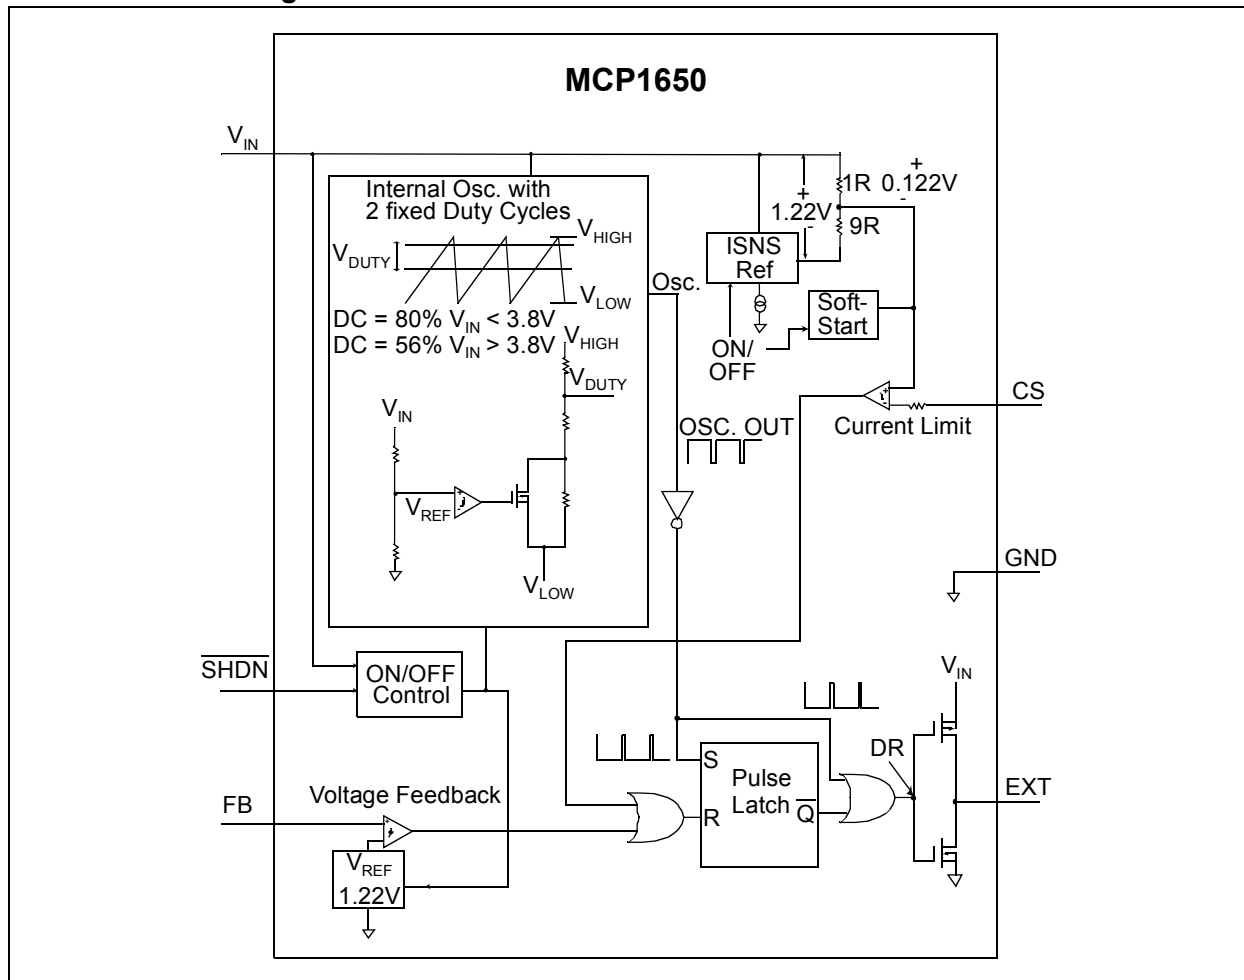 MCP1650
V_IN
Internal Osc. with
2 fixed Duty Cycles
V_HIGH
V_DUTY
V_LOW
DC = 80% V_IN < 3.8V
DC = 56% V_IN > 3.8V
V_HIGH
V_DUTY
V_IN
V_REF
+
-
V_LOW
Osc.
+
1.22V
-
1R
+
0.122V
-
9R
ISNS
Ref
Soft-
Start
ON/
OFF
+
-
CS
Current Limit
OSC. OUT
GND
SHDN
ON/OFF
Control
V_IN
DR
S
Pulse
Latch
R
Q
EXT
Voltage Feedback
FB
+
-
V_REF
1.22V